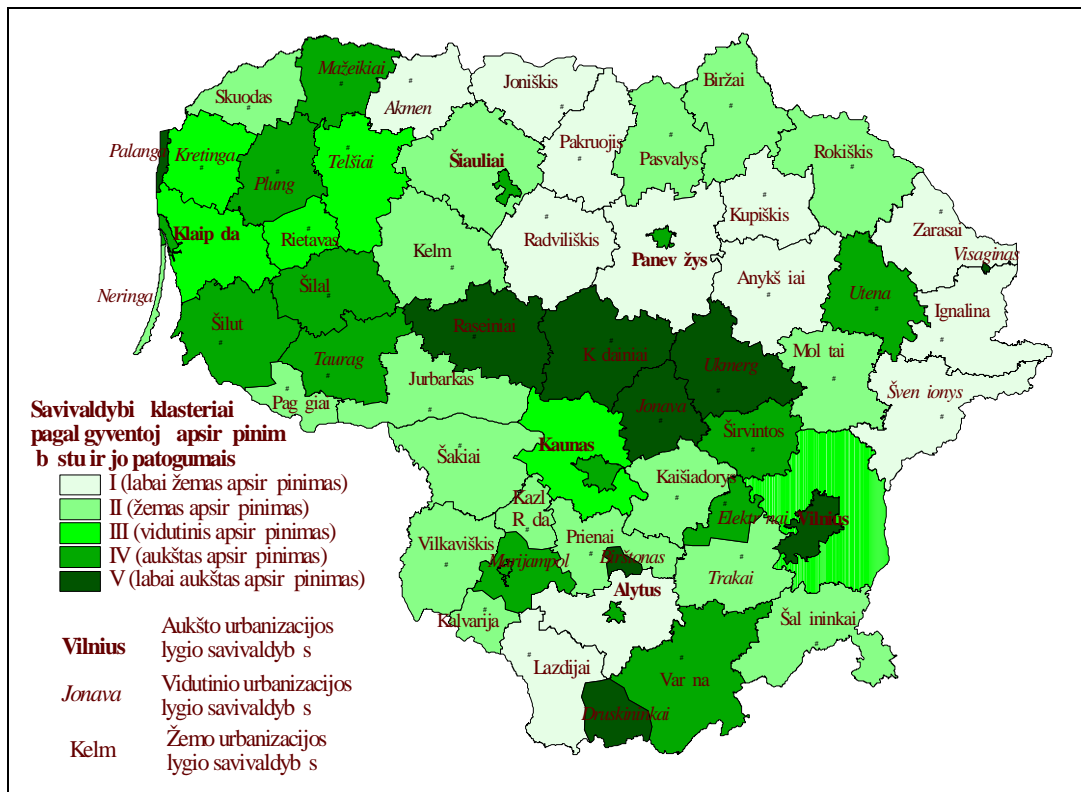 Mažeikiai
Skuodas
Akmen
Joniškis
Biržai
Palanga
Kretinga
Plung
Telšiai
Šiauliai
Pakruojis
Pasvalys
Rokiškis
Klaip da
Rietavas
Kelm
Radviliškis
Panev žys
Kupiškis
Zarasai
Visaginas
Neringa
Šilal
Anykš iai
Utena
Ignalina
Šilut
Raseiniai
K dainiai
Ukmerg
Mol tai
Taurag
Jurbarkas
Pag giai
Jonava
Šven ionys
Širvintos
Šakiai
Kaunas
Kaišiadorys
Kazl
R da
Elektr nai
Vilnius
Vilkaviškis
Prienai
Marijampol
Birštonas
Trakai
Kalvarija
Alytus
Šal ininkai
Lazdijai
Var na
Druskininkai
Savivaldybi klasteriai
pagal gyventoj apsir pinim
b stu ir jo patogumais
I (labai žemas apsir pinimas)
II (žemas apsir pinimas)
III (vidutinis apsir pinimas)
IV (aukštas apsir pinimas)
V (labai aukštas apsir pinimas)
Vilnius Aukšto urbanizacijos
lygio savivaldyb s
Jonava Vidutinio urbanizacijos
lygio savivaldyb s
Kelm Žemo urbanizacijos
lygio savivaldyb s